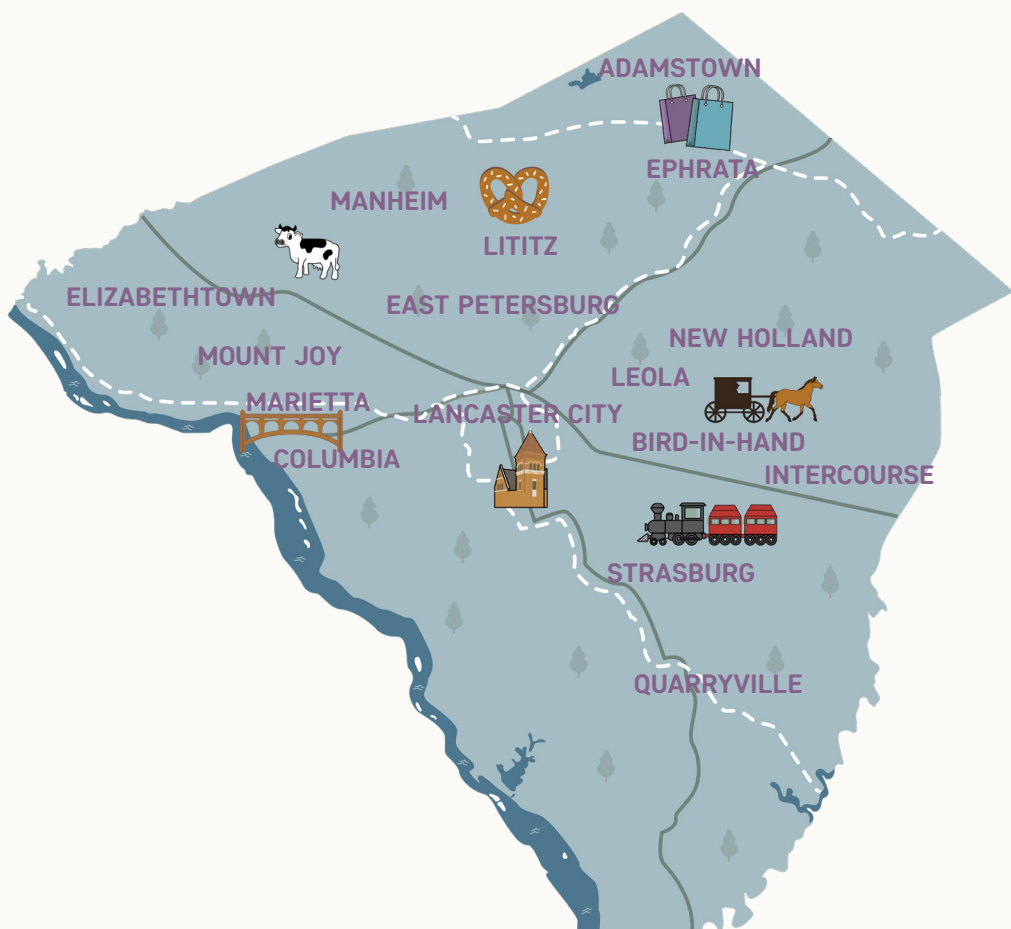 ADAMSTOWN
EPHRATA
MANHEIM
LITITZ
ELIZABETHTOWN
EAST PETERSBURG
NEW HOLLAND
MOUNT JOY
LEOLA
MARIETTA
LANCASTER CITY
BIRD-IN-HAND
COLUMBIA
INTERCOURSE
STRASBURG
QUARRYVILLE